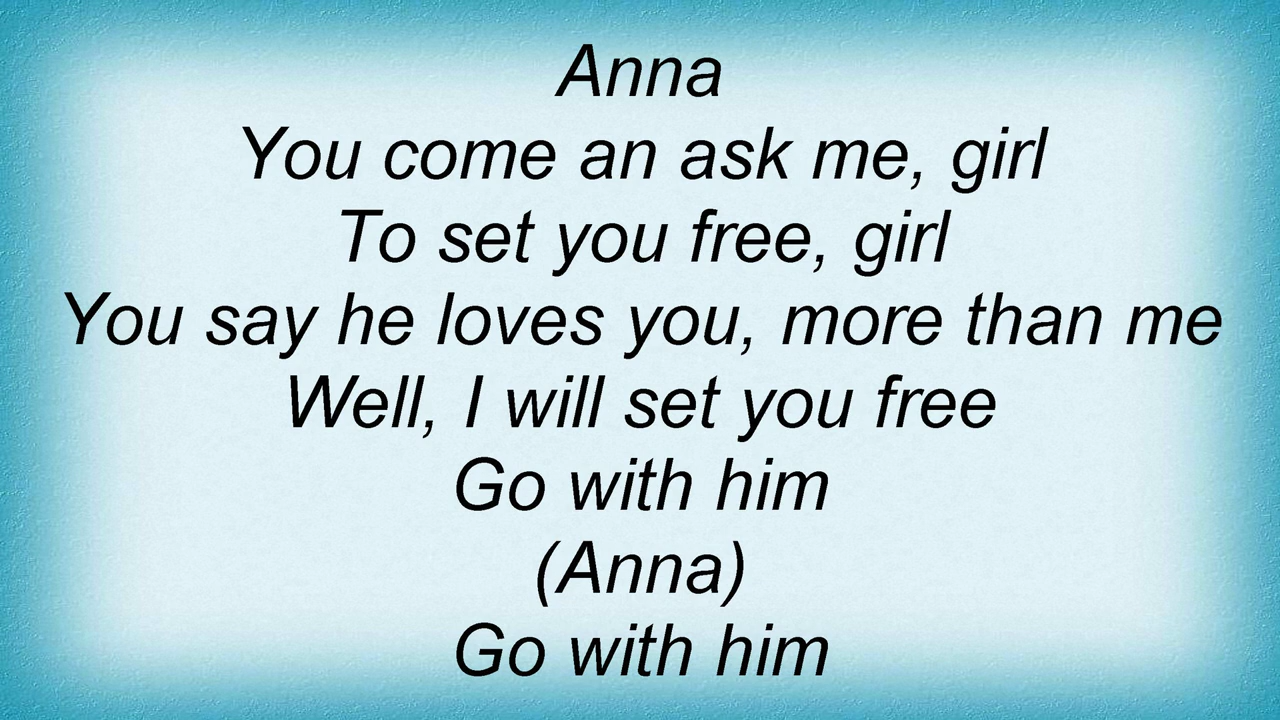 Anna
You come an ask me, girl
To set you free, girl
You say he loves you, more than me
Well, I will set you free
Go with him
(Anna)
Go with him